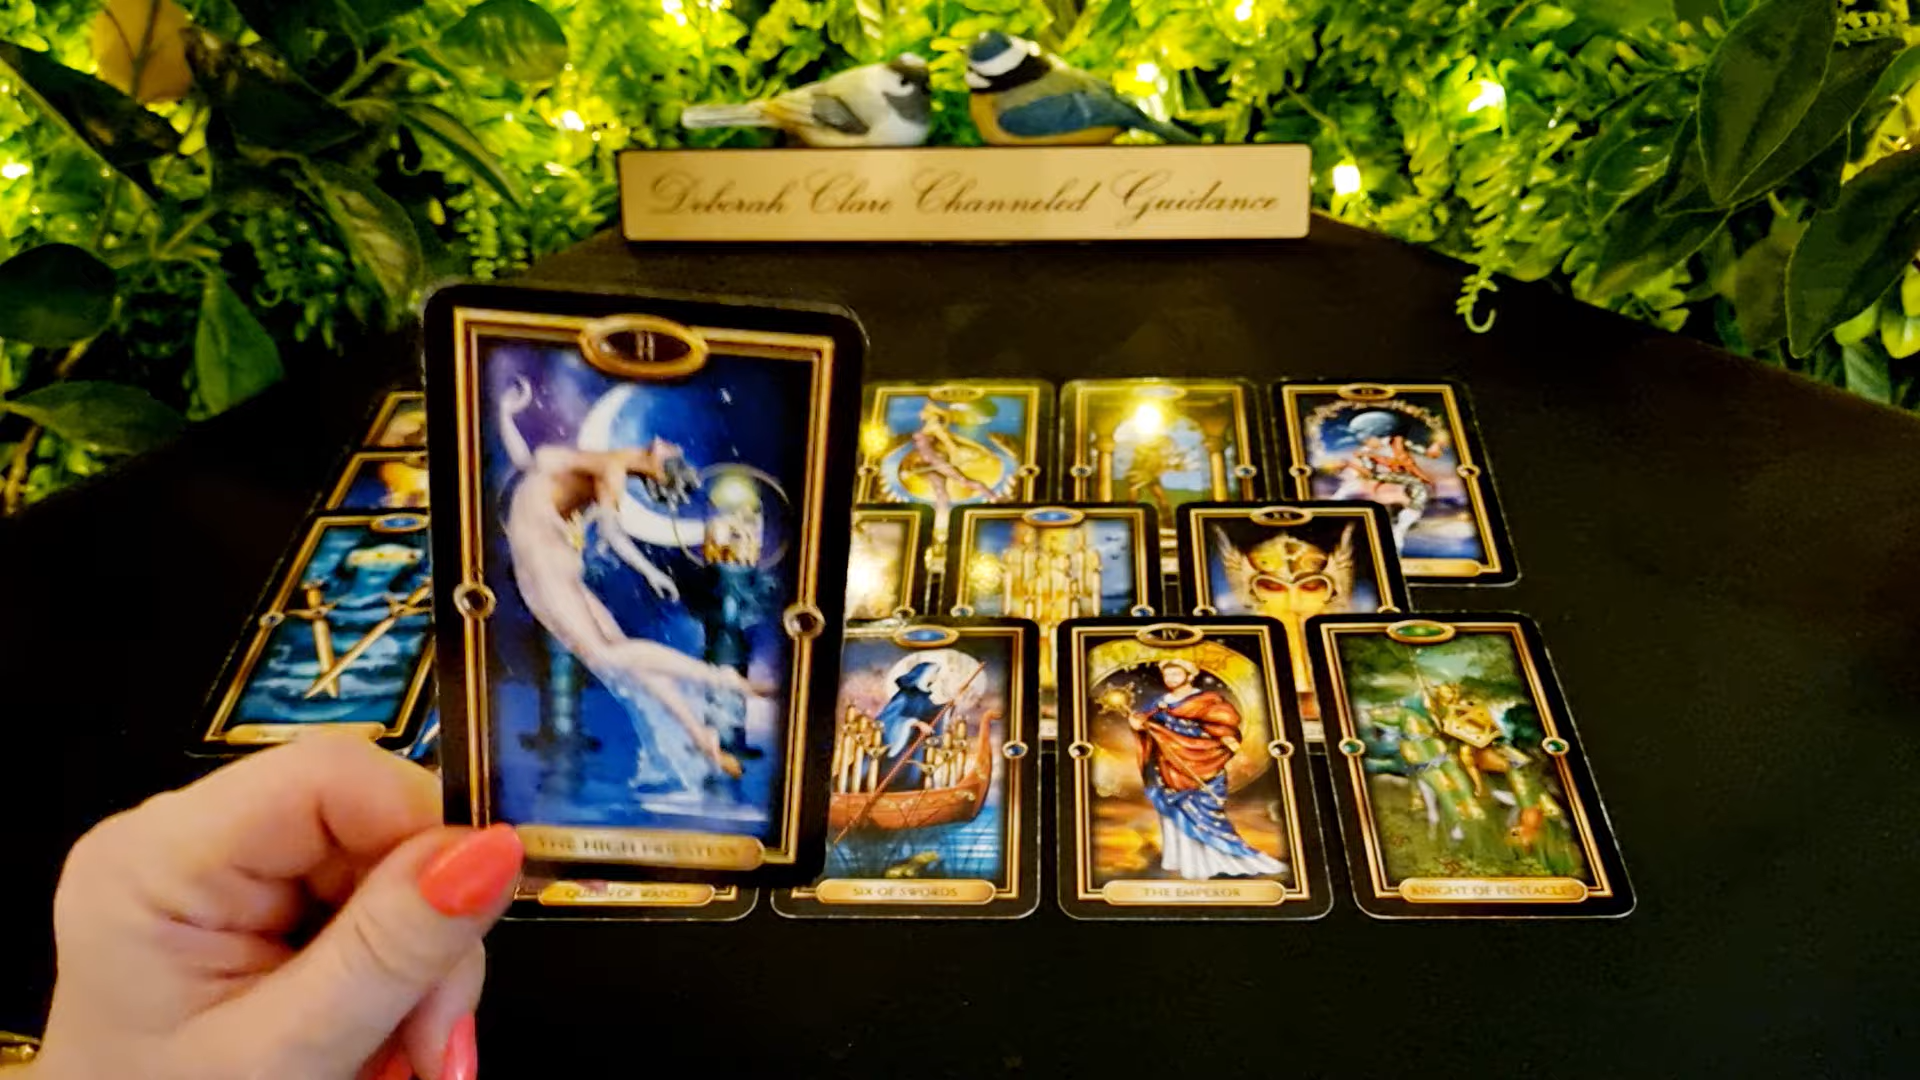 Deborah Clare Channeled Guidance
II
THE HIGH PRIESTESS
IV
QUEEN OF WANDS
SIX OF SWORDS
THE EMPEROR
KNIGHT OF PENTACLES